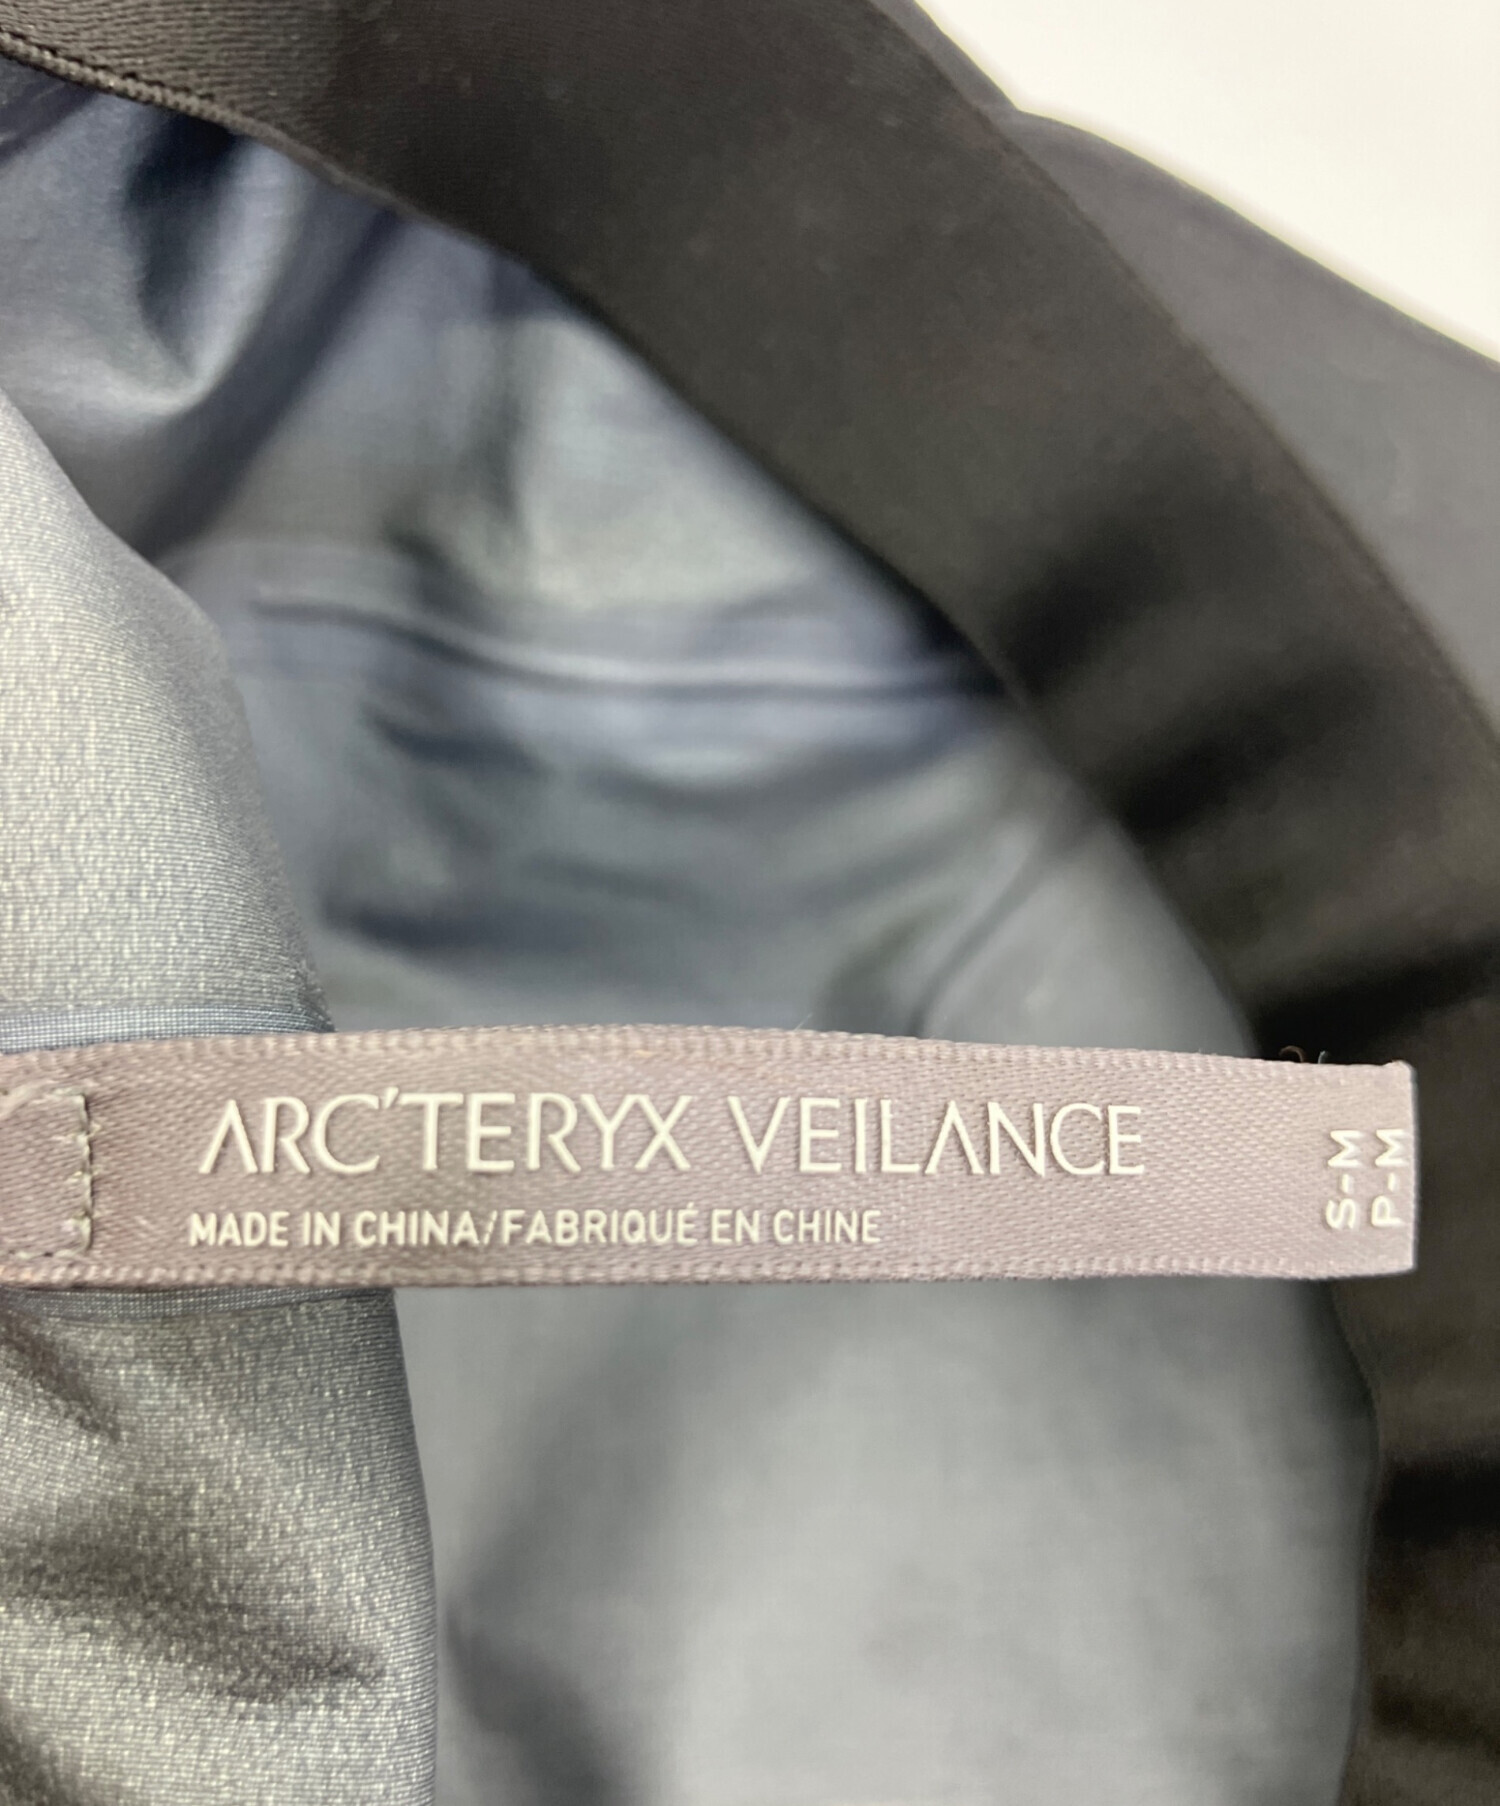 ARC'TERYX VEILANCE
MADE IN CHINA/FABRIQUÉ EN CHINE
S-M
P-M